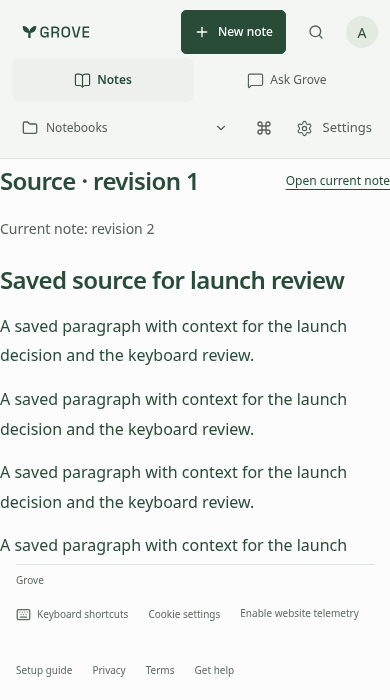 GROVE
New note
A
Notes
Ask Grove
Notebooks
Settings
Source · revision 1
Open current note
Current note: revision 2
Saved source for launch review
A saved paragraph with context for the launch
decision and the keyboard review.
A saved paragraph with context for the launch
decision and the keyboard review.
A saved paragraph with context for the launch
decision and the keyboard review.
A saved paragraph with context for the launch
Grove
Keyboard shortcuts
Cookie settings
Enable website telemetry
Setup guide
Privacy
Terms
Get help